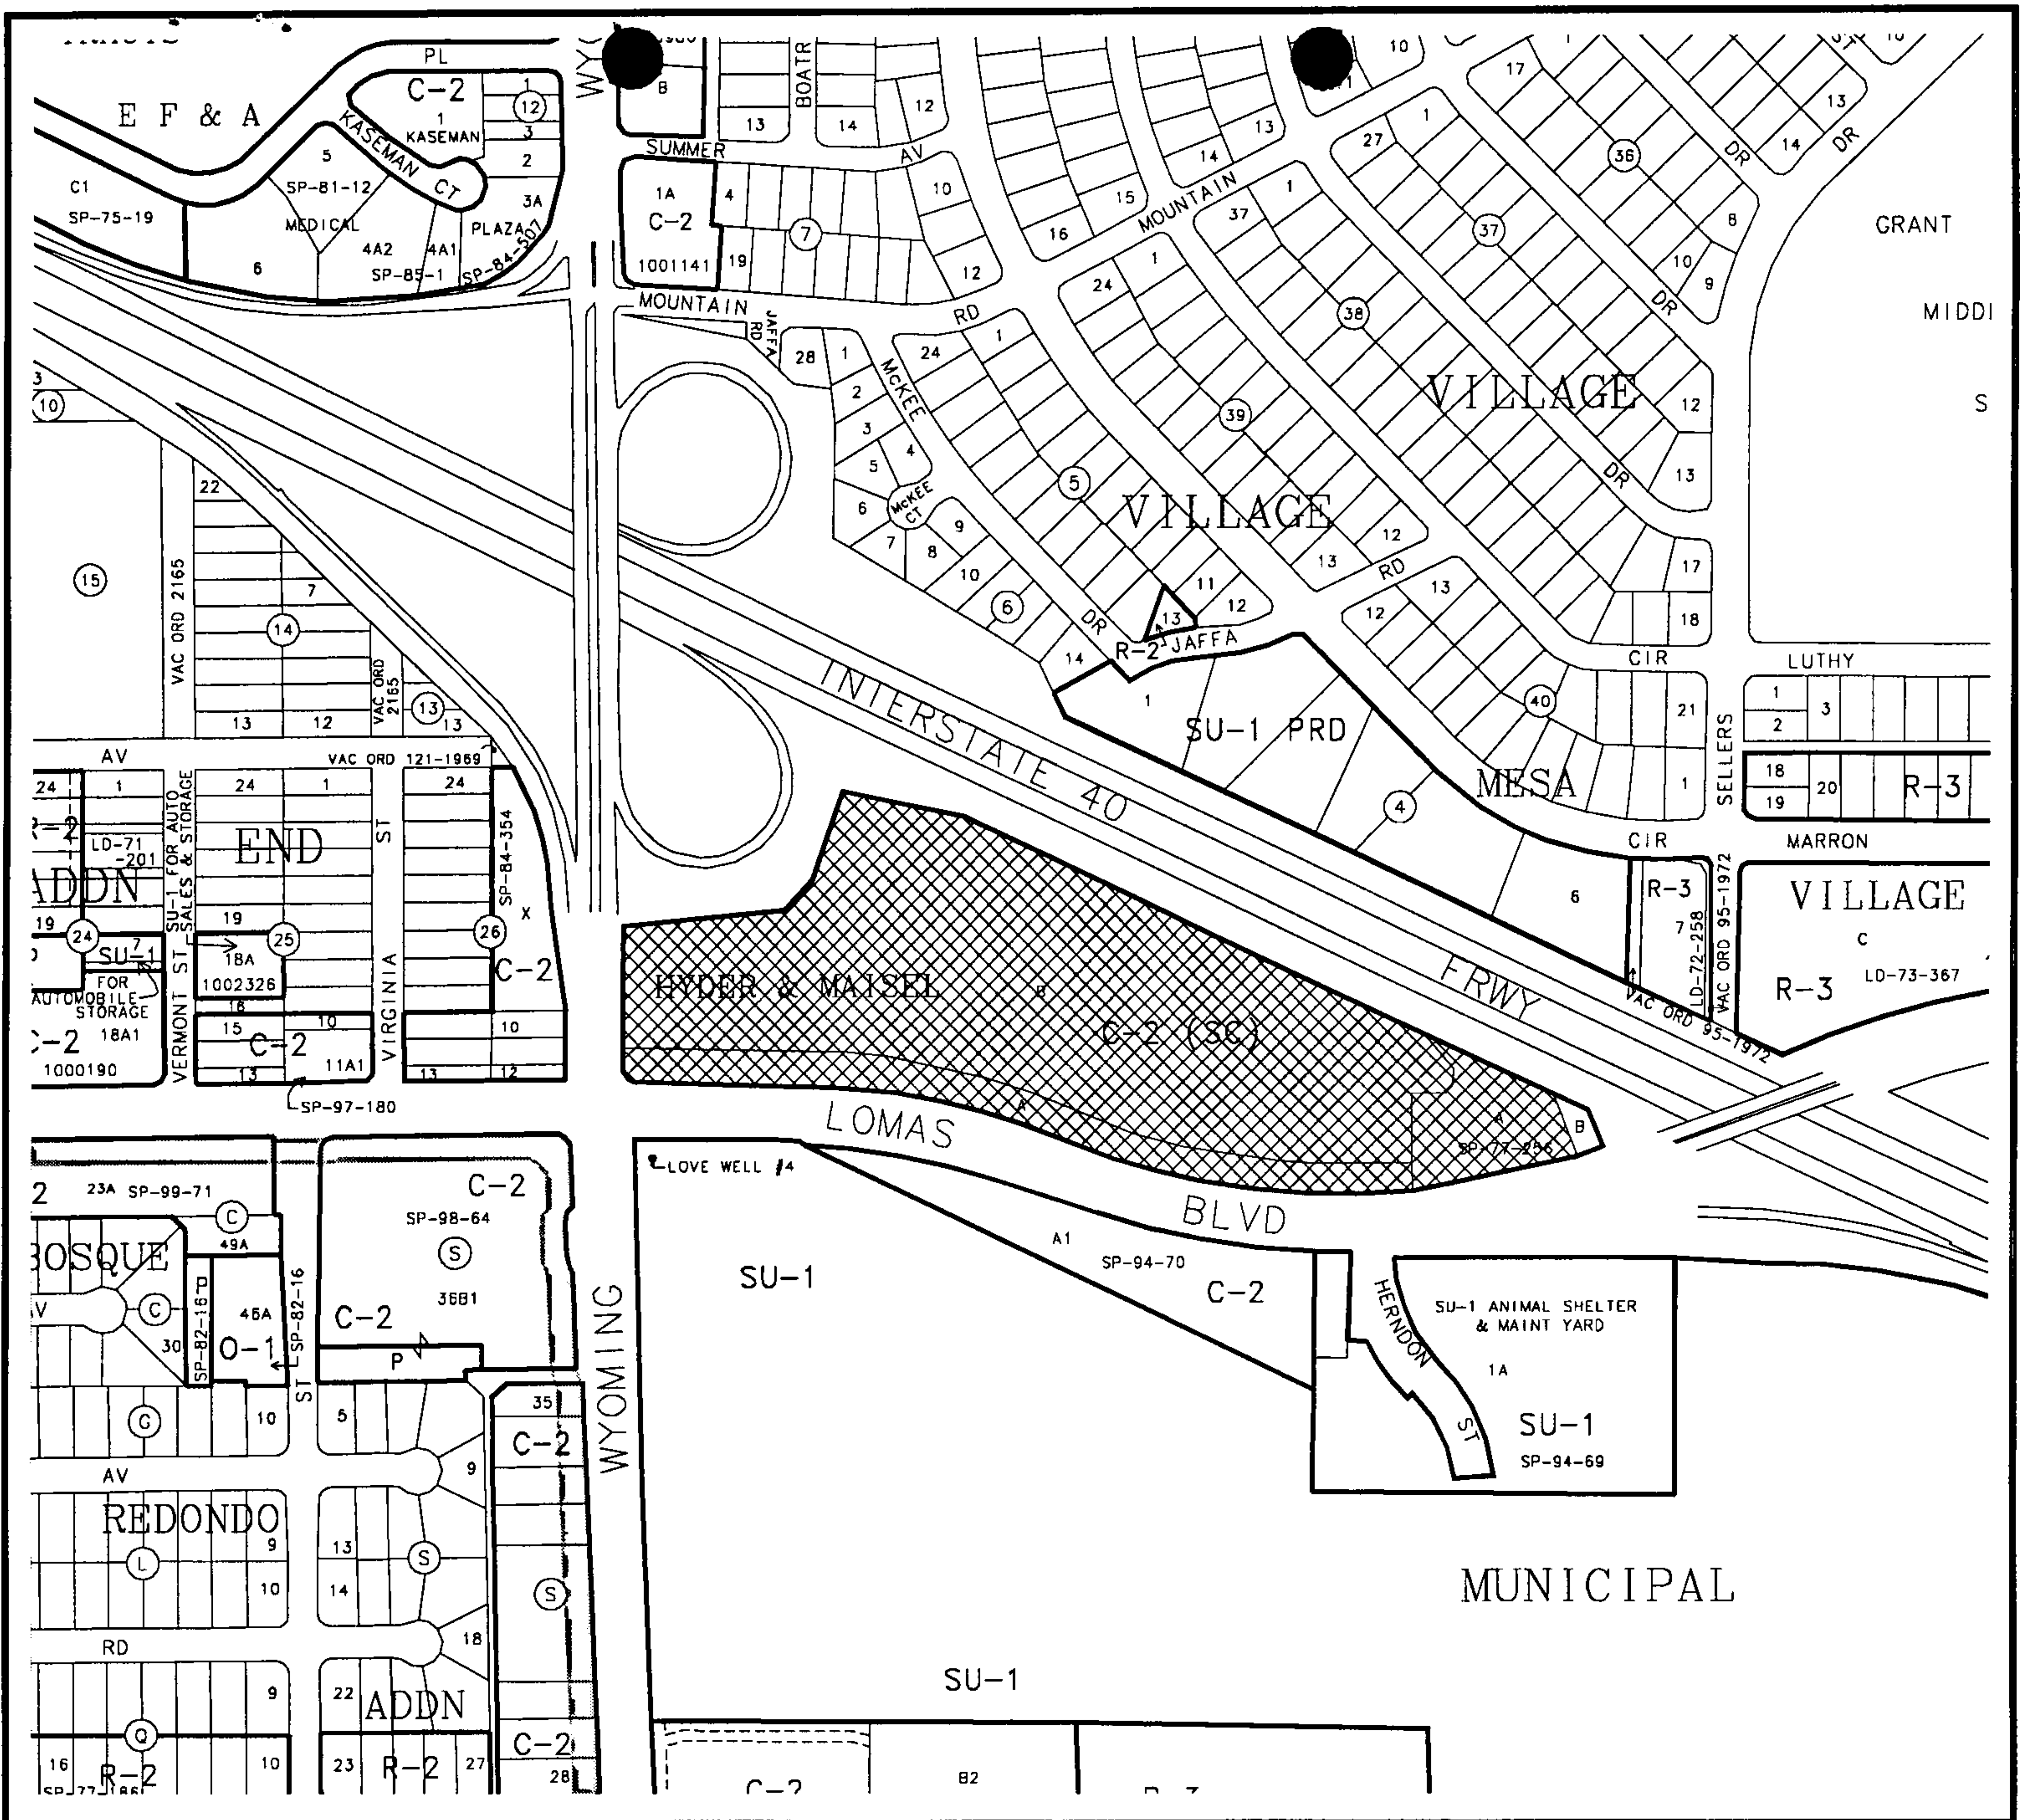 PL
E F & A
C-2
1
KASEMAN
1
12
3
2
KASEMAN
CT
5
SP-81-12
MEDICAL
C1
SP-75-19
6
4A2
SP-85-1
4A1
PLAZA
3A
SP-84-507
B
BOATR
13
14
12
SUMMER
AV
1A
C-2
1001141
4
7
19
10
12
MOUNTAIN
RD
JAFFA
RD
28
1
2
3
4
5
6
7
8
9
10
McKEE
McKEE
CT
6
14
DR
24
1
5
11
12
13
R-2
JAFFA
10
13
14
15
16
MOUNTAIN
17
27
1
36
13
14
DR
DR
8
10
9
37
1
37
DR
24
1
38
39
VILLAGE
VILLAGE
12
13
DR
12
13
RD
17
18
GRANT
MIDDI
S
12
13
40
21
1
CIR
LUTHY
SELLERS
1
2
3
18
19
20
R-3
MESA
CIR
MARRON
1
SU-1 PRD
4
6
R-3
7
LD-72-258
VAC ORD 95-1972
VAC ORD 95-1972
VILLAGE
C
R-3
LD-73-367
INTERSTATE 40
FRWY
3
10
15
22
VAC ORD 2165
7
14
13
12
VAC ORD
2165
13
13
AV
VAC ORD 121-1969
24
1
24
1
24
R-2
LD-71
-201
SU-1 FOR AUTO
SALES & STORAGE
END
ST
SP-84-354
ADDN
19
19
24
25
26
X
C-2
SU-1
7
FOR
AUTOMOBILE
STORAGE
18A
1002326
16
C-2
18A1
1000190
VERMONT ST
15
10
C-2
13
11A1
VIRGINIA
10
13
12
SP-97-180
HYDER & MAISEL
B
C-2 (SC)
A
A
SP-77-256
B
LOMAS
BLVD
LOVE WELL #4
2
23A SP-99-71
C
49A
BOSQUE
AV
C
30
SP-82-16
P
46A
O-1
SP-82-16
ST
C-2
SP-98-64
S
36B1
C-2
P
WYOMING
SU-1
A1
SP-94-70
C-2
HERNDON
ST
SU-1 ANIMAL SHELTER
& MAINT YARD
1A
SU-1
SP-94-69
G
10
5
35
C-2
AV
9
REDONDO
9
L
10
13
14
S
S
RD
18
9
22
ADDN
Q
16
R-2
10
23
R-2
27
C-2
28
MUNICIPAL
SU-1
B2